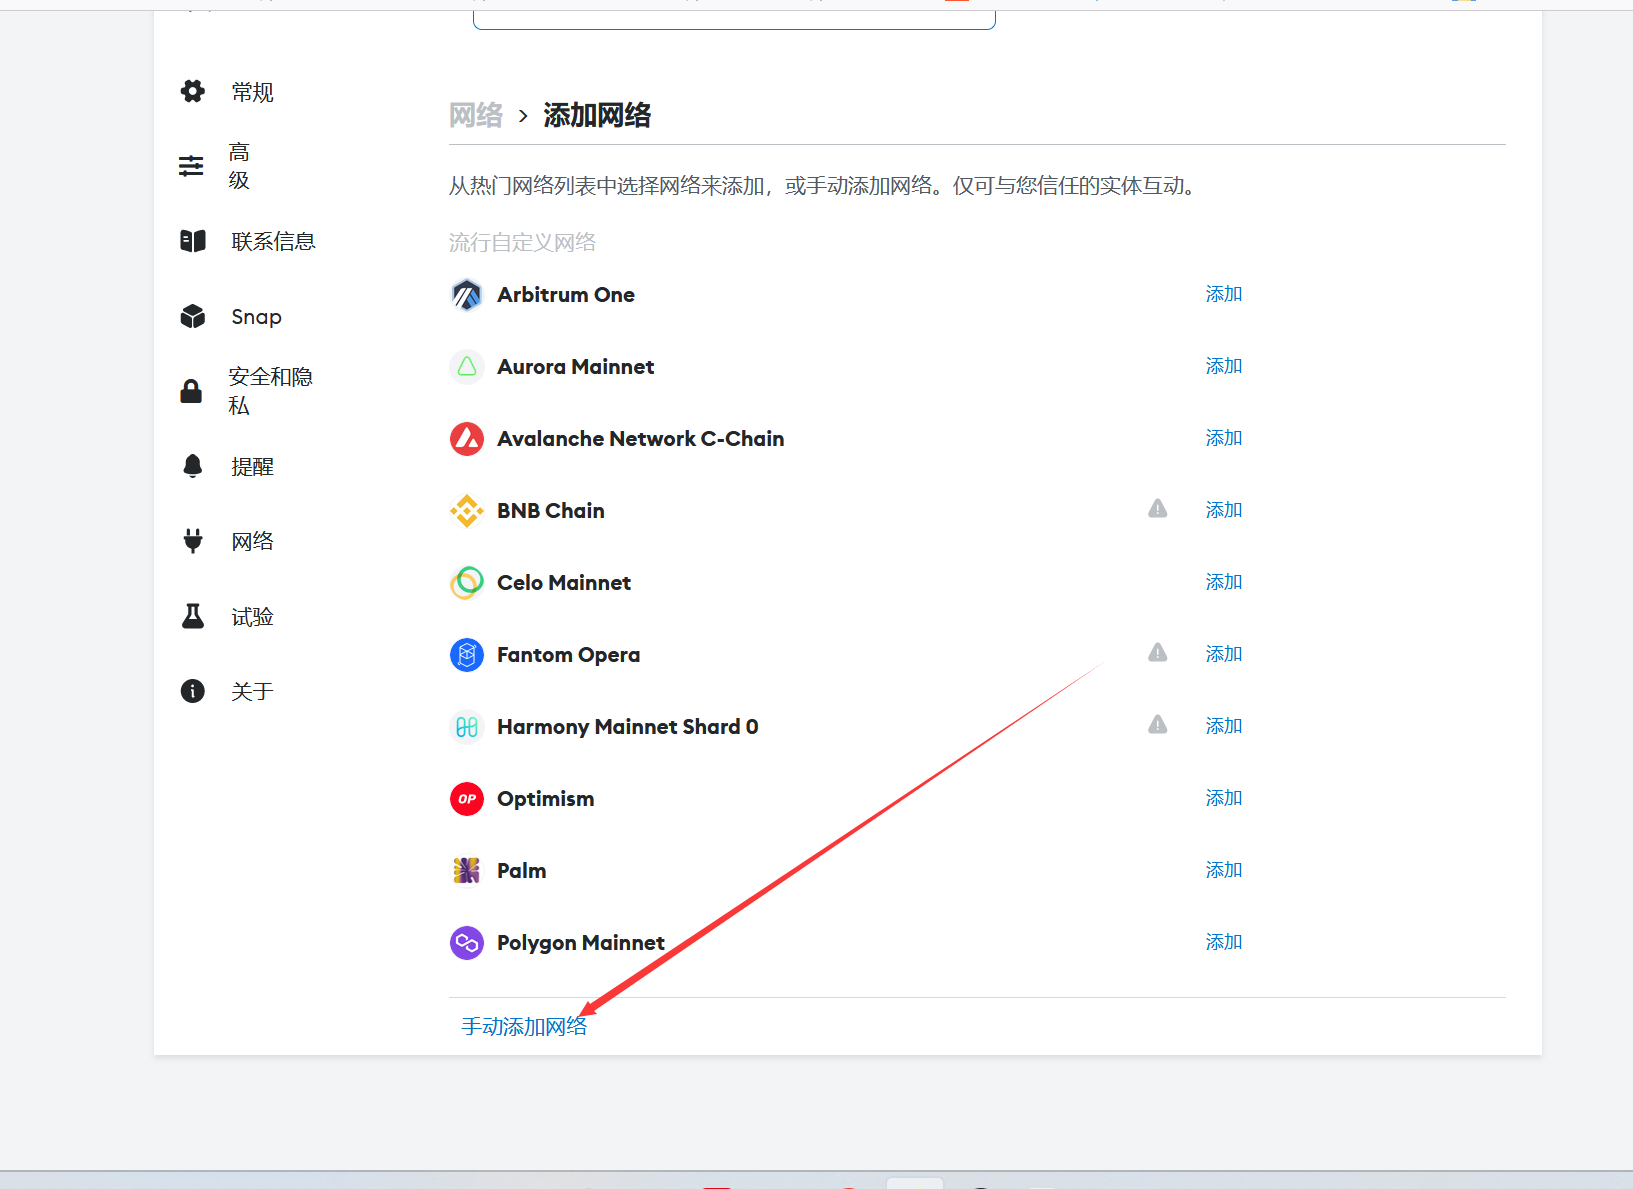 常规
高
级
联系信息
Snap
安全和隐
私
提醒
网络
试验
关于
网络 › 添加网络
从热门网络列表中选择网络来添加，或手动添加网络。仅可与您信任的实体互动。
流行自定义网络
Arbitrum One 添加
Aurora Mainnet 添加
Avalanche Network C-Chain 添加
BNB Chain 添加
Celo Mainnet 添加
Fantom Opera 添加
Harmony Mainnet Shard 0 添加
OP Optimism 添加
Palm 添加
Polygon Mainnet 添加
手动添加网络